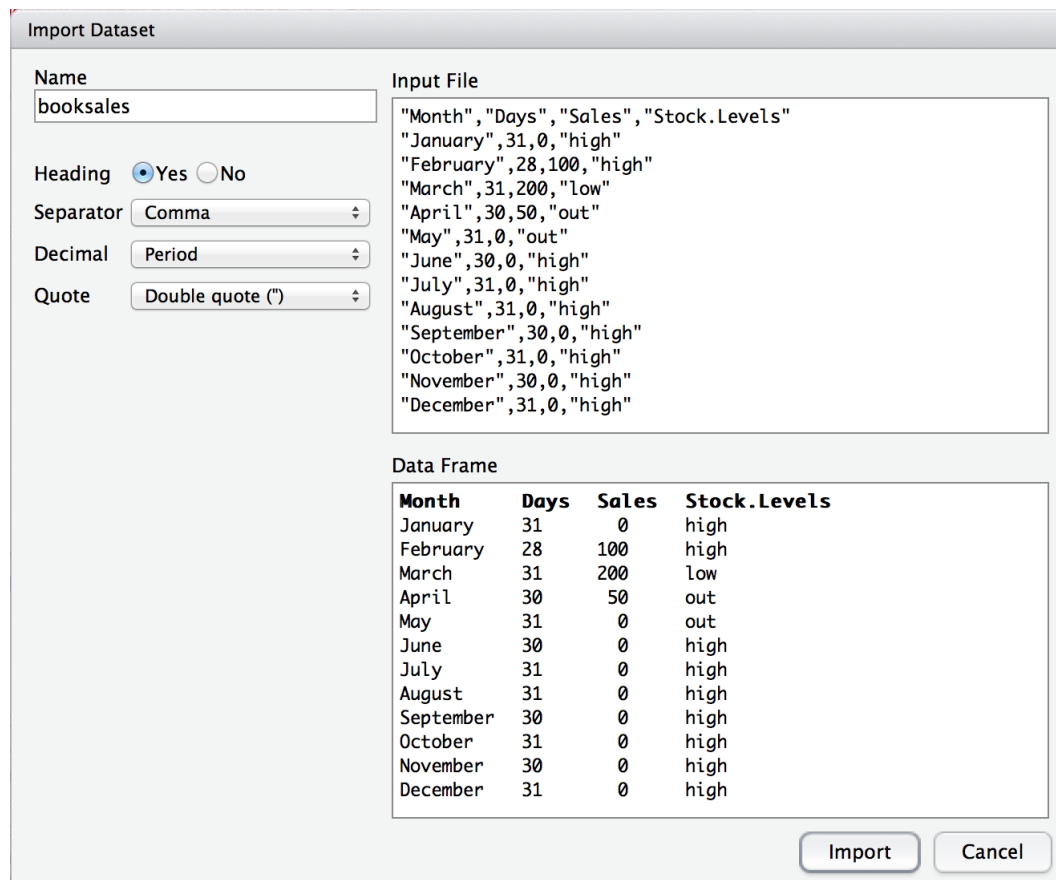 Import Dataset
Name
booksales
Heading Yes No
Separator Comma
Decimal Period
Quote Double quote (")
Input File
"Month","Days","Sales","Stock.Levels"
"January",31,0,"high"
"February",28,100,"high"
"March",31,200,"low"
"April",30,50,"out"
"May",31,0,"out"
"June",30,0,"high"
"July",31,0,"high"
"August",31,0,"high"
"September",30,0,"high"
"October",31,0,"high"
"November",30,0,"high"
"December",31,0,"high"
Data Frame
Month Days Sales Stock.Levels
January 31 0 high
February 28 100 high
March 31 200 low
April 30 50 out
May 31 0 out
June 30 0 high
July 31 0 high
August 31 0 high
September 30 0 high
October 31 0 high
November 30 0 high
December 31 0 high
Import Cancel